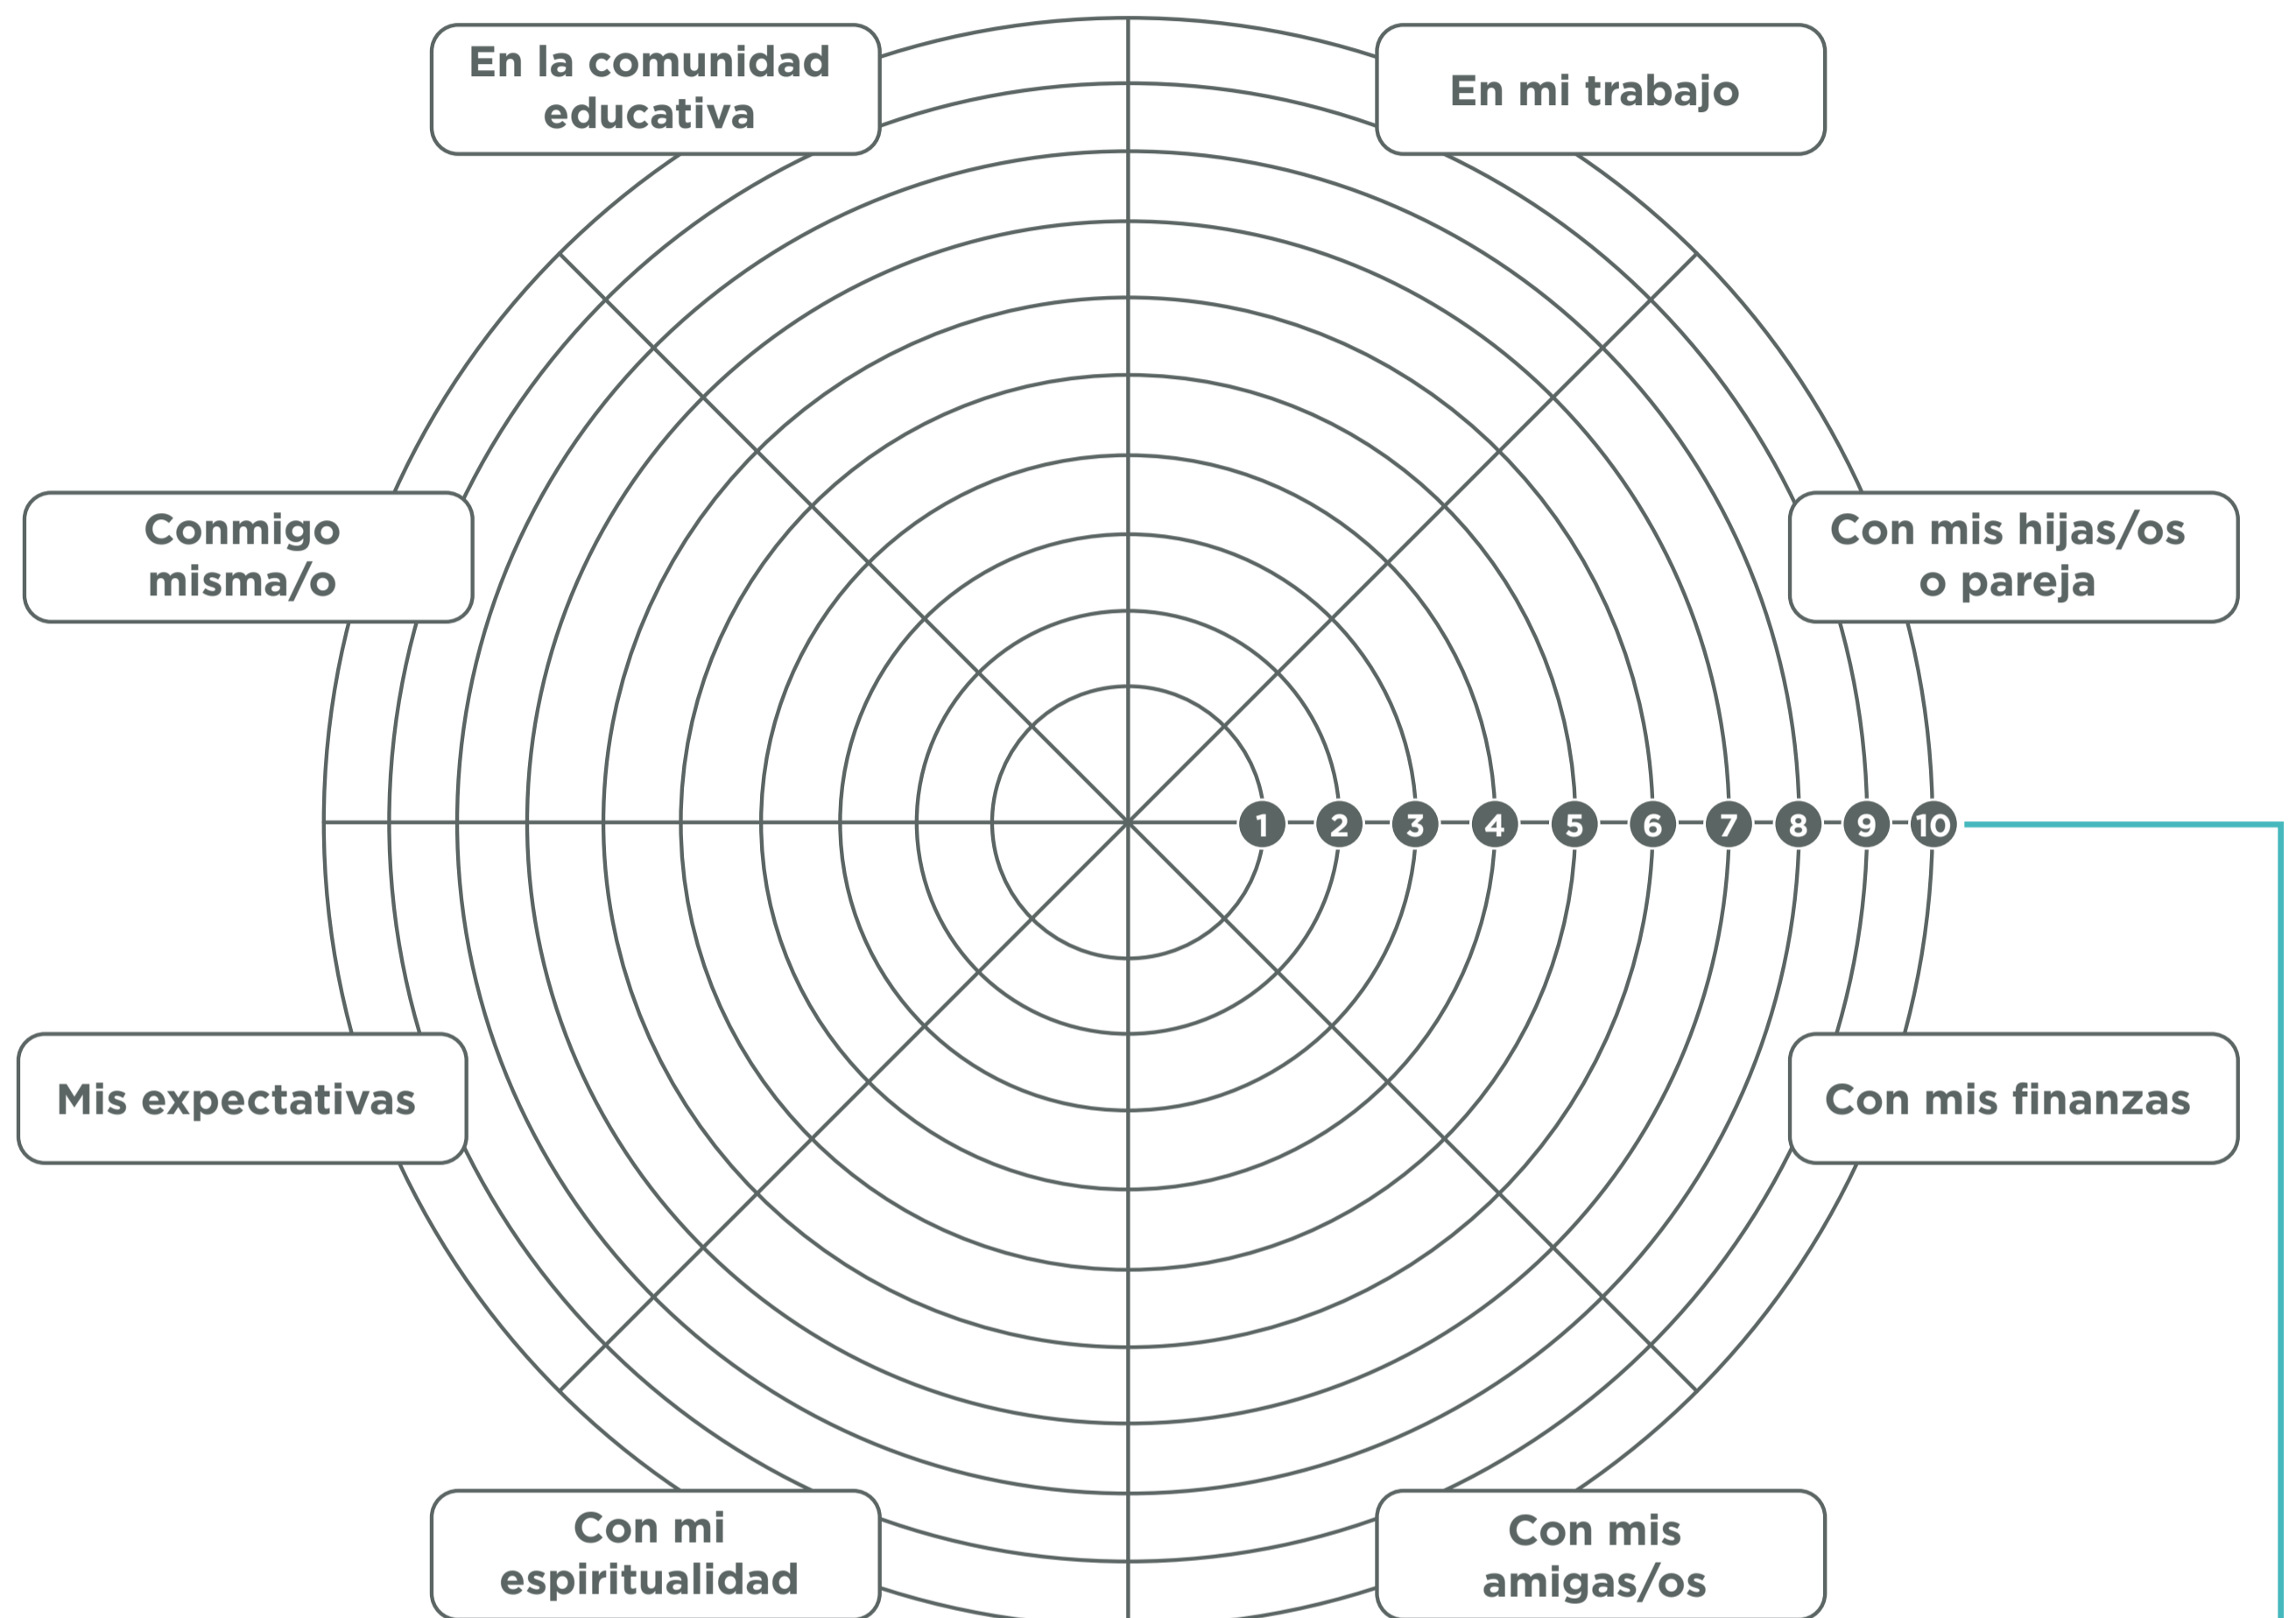 En la comunidad
educativa
En mi trabajo
Conmigo
misma/o
Con mis hijas/os
o pareja
1 2 3 4 5 6 7 8 9 10
Mis expectativas
Con mis finanzas
Con mi
espiritualidad
Con mis
amigas/os